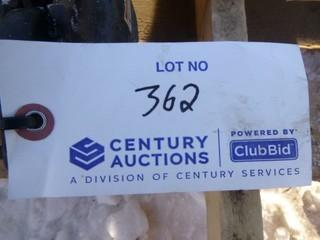 LOT NO
362
CENTURY
AUCTIONS
POWERED BY
ClubBid
A DIVISION OF CENTURY SERVICES